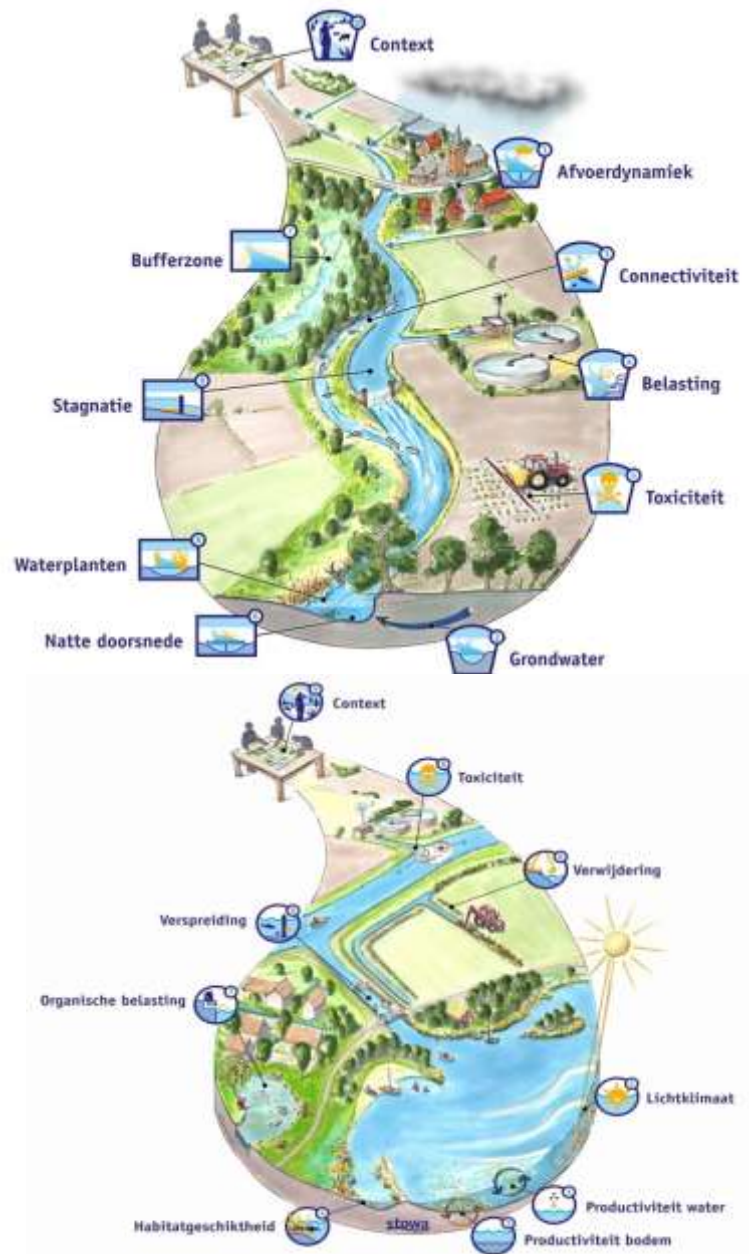 Context
Afvoerdynamiek
Bufferzone
Connectiviteit
Stagnatie
Belasting
Toxiciteit
Waterplanten
Natte doorsnede
Grondwater
Context
Toxiciteit
Verwijdering
Verspreiding
Organische belasting
Lichtklimaat
Productiviteit water
Habitatgeschiktheid
stowa
Productiviteit bodem